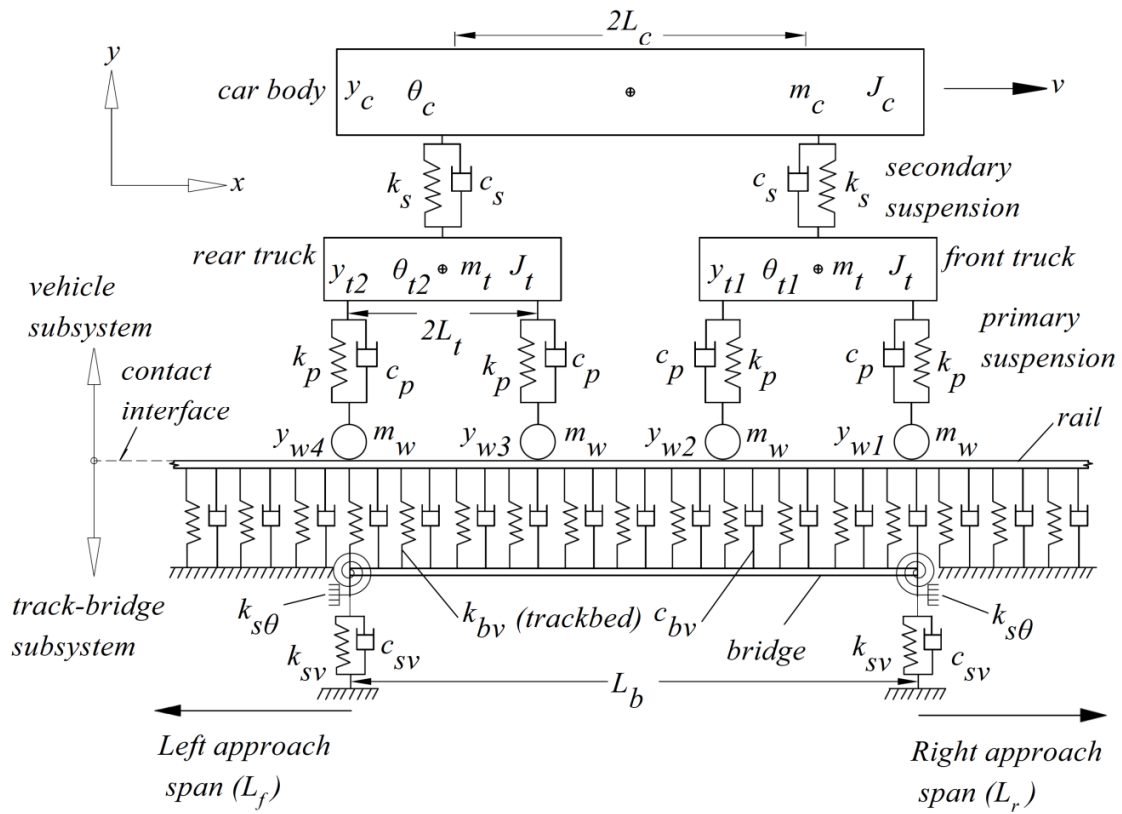 2L_c
y
car body
y_c
θ_c
m_c
J_c
v
x
k_s
c_s
c_s
k_s
secondary
suspension
rear truck
y_t2
θ_t2
m_t
J_t
y_t1
θ_t1
m_t
J_t
front truck
vehicle
subsystem
2L_t
primary
suspension
contact
interface
k_p
c_p
k_p
c_p
c_p
k_p
c_p
k_p
rail
y_w4
m_w
y_w3
m_w
y_w2
m_w
y_w1
m_w
track-bridge
subsystem
k_sθ
k_bv (trackbed) c_bv
k_sθ
bridge
k_sv
c_sv
k_sv
c_sv
L_b
Left approach
span (L_f)
Right approach
span (L_r)